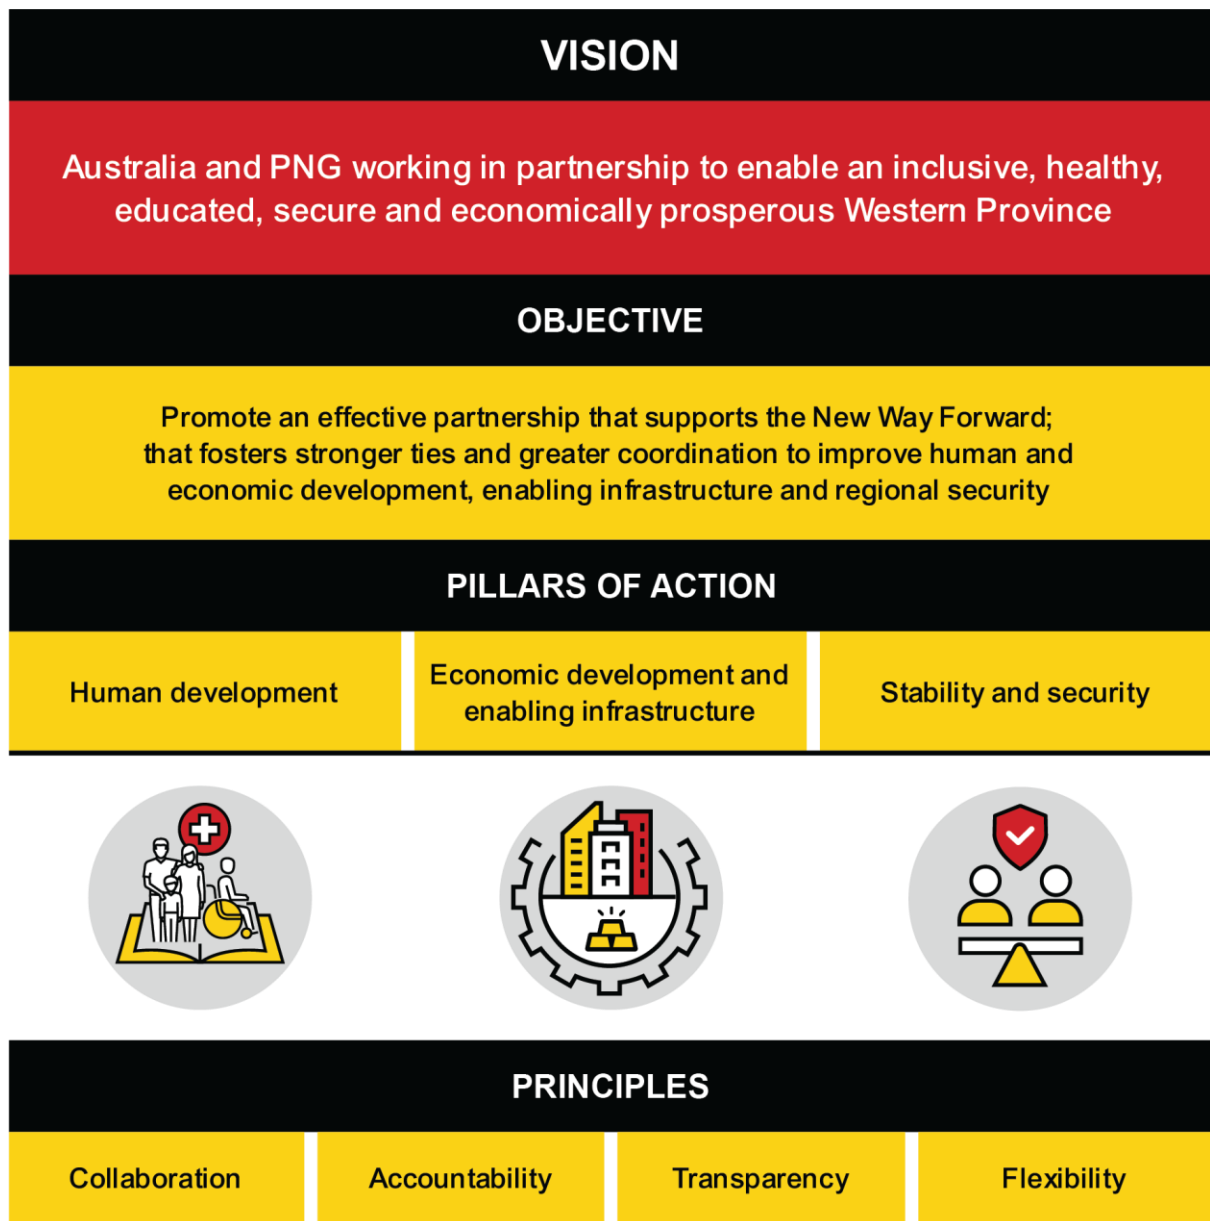 VISION
Australia and PNG working in partnership to enable an inclusive, healthy,
educated, secure and economically prosperous Western Province
OBJECTIVE
Promote an effective partnership that supports the New Way Forward;
that fosters stronger ties and greater coordination to improve human and
economic development, enabling infrastructure and regional security
PILLARS OF ACTION
Human development
Economic development and
enabling infrastructure
Stability and security
PRINCIPLES
Collaboration
Accountability
Transparency
Flexibility